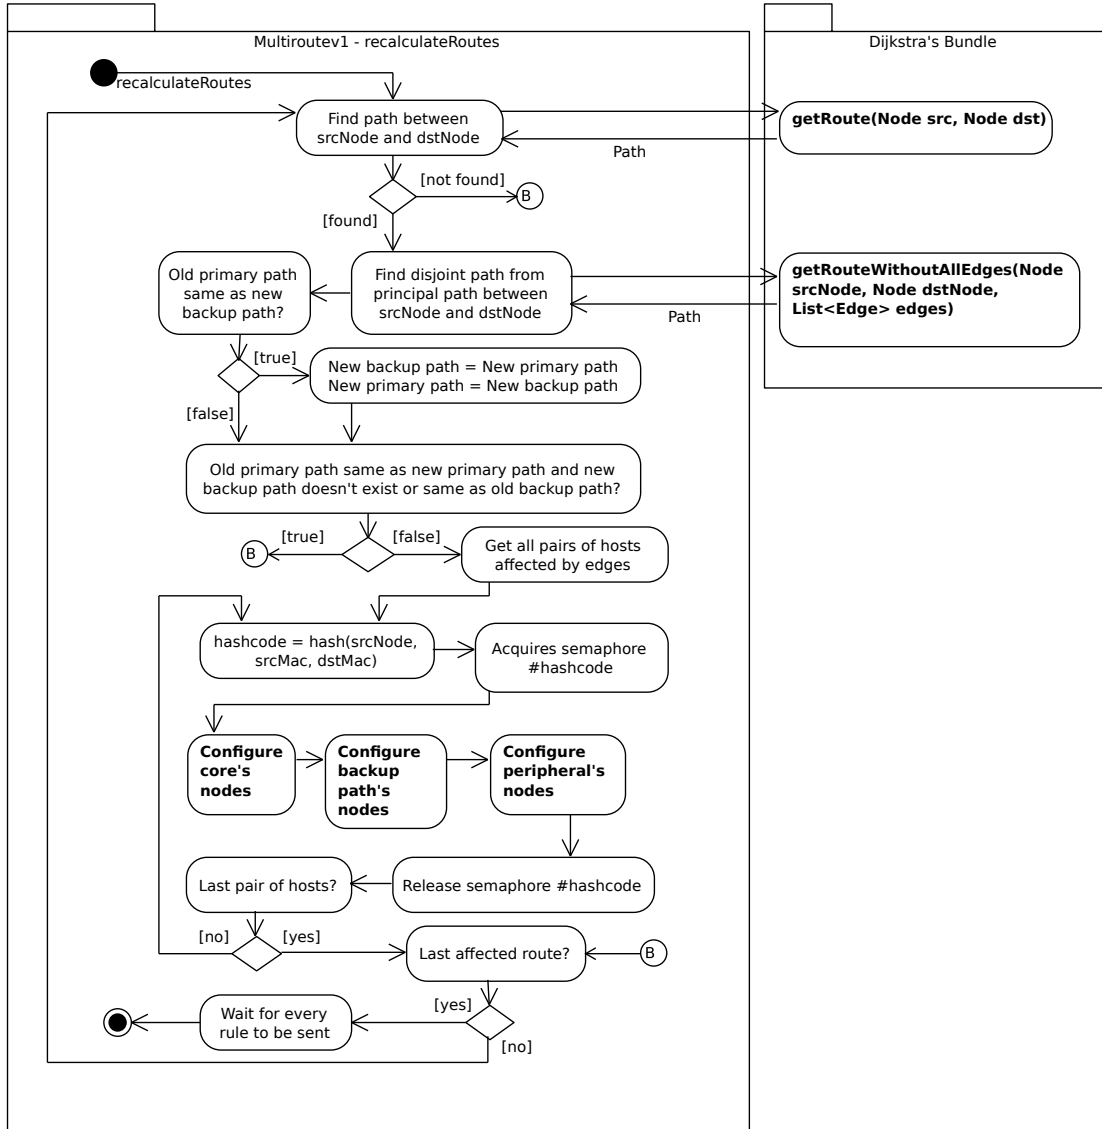 Multiroutev1 - recalculateRoutes
Dijkstra's Bundle
recalculateRoutes
Find path between
srcNode and dstNode
getRoute(Node src, Node dst)
Path
[not found]
B
[found]
Old primary path
same as new
backup path?
Find disjoint path from
principal path between
srcNode and dstNode
getRouteWithoutAllEdges(Node
srcNode, Node dstNode,
List<Edge> edges)
Path
[true]
New backup path = New primary path
New primary path = New backup path
[false]
Old primary path same as new primary path and new
backup path doesn't exist or same as old backup path?
[true]
[false]
B
Get all pairs of hosts
affected by edges
hashcode = hash(srcNode,
srcMac, dstMac)
Acquires semaphore
#hashcode
Configure
core's
nodes
Configure
backup
path's
nodes
Configure
peripheral's
nodes
Last pair of hosts?
Release semaphore #hashcode
[no]
[yes]
Last affected route?
B
[yes]
Wait for every
rule to be sent
[no]